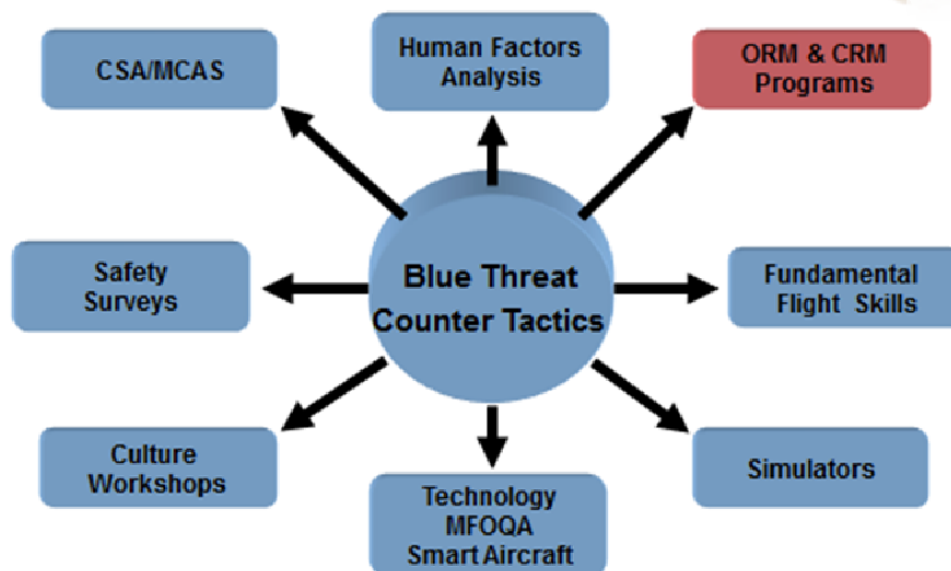 CSA/MCAS
Human Factors
Analysis
ORM & CRM
Programs
Safety
Surveys
Blue Threat
Counter Tactics
Fundamental
Flight Skills
Culture
Workshops
Technology
MFOQA
Smart Aircraft
Simulators